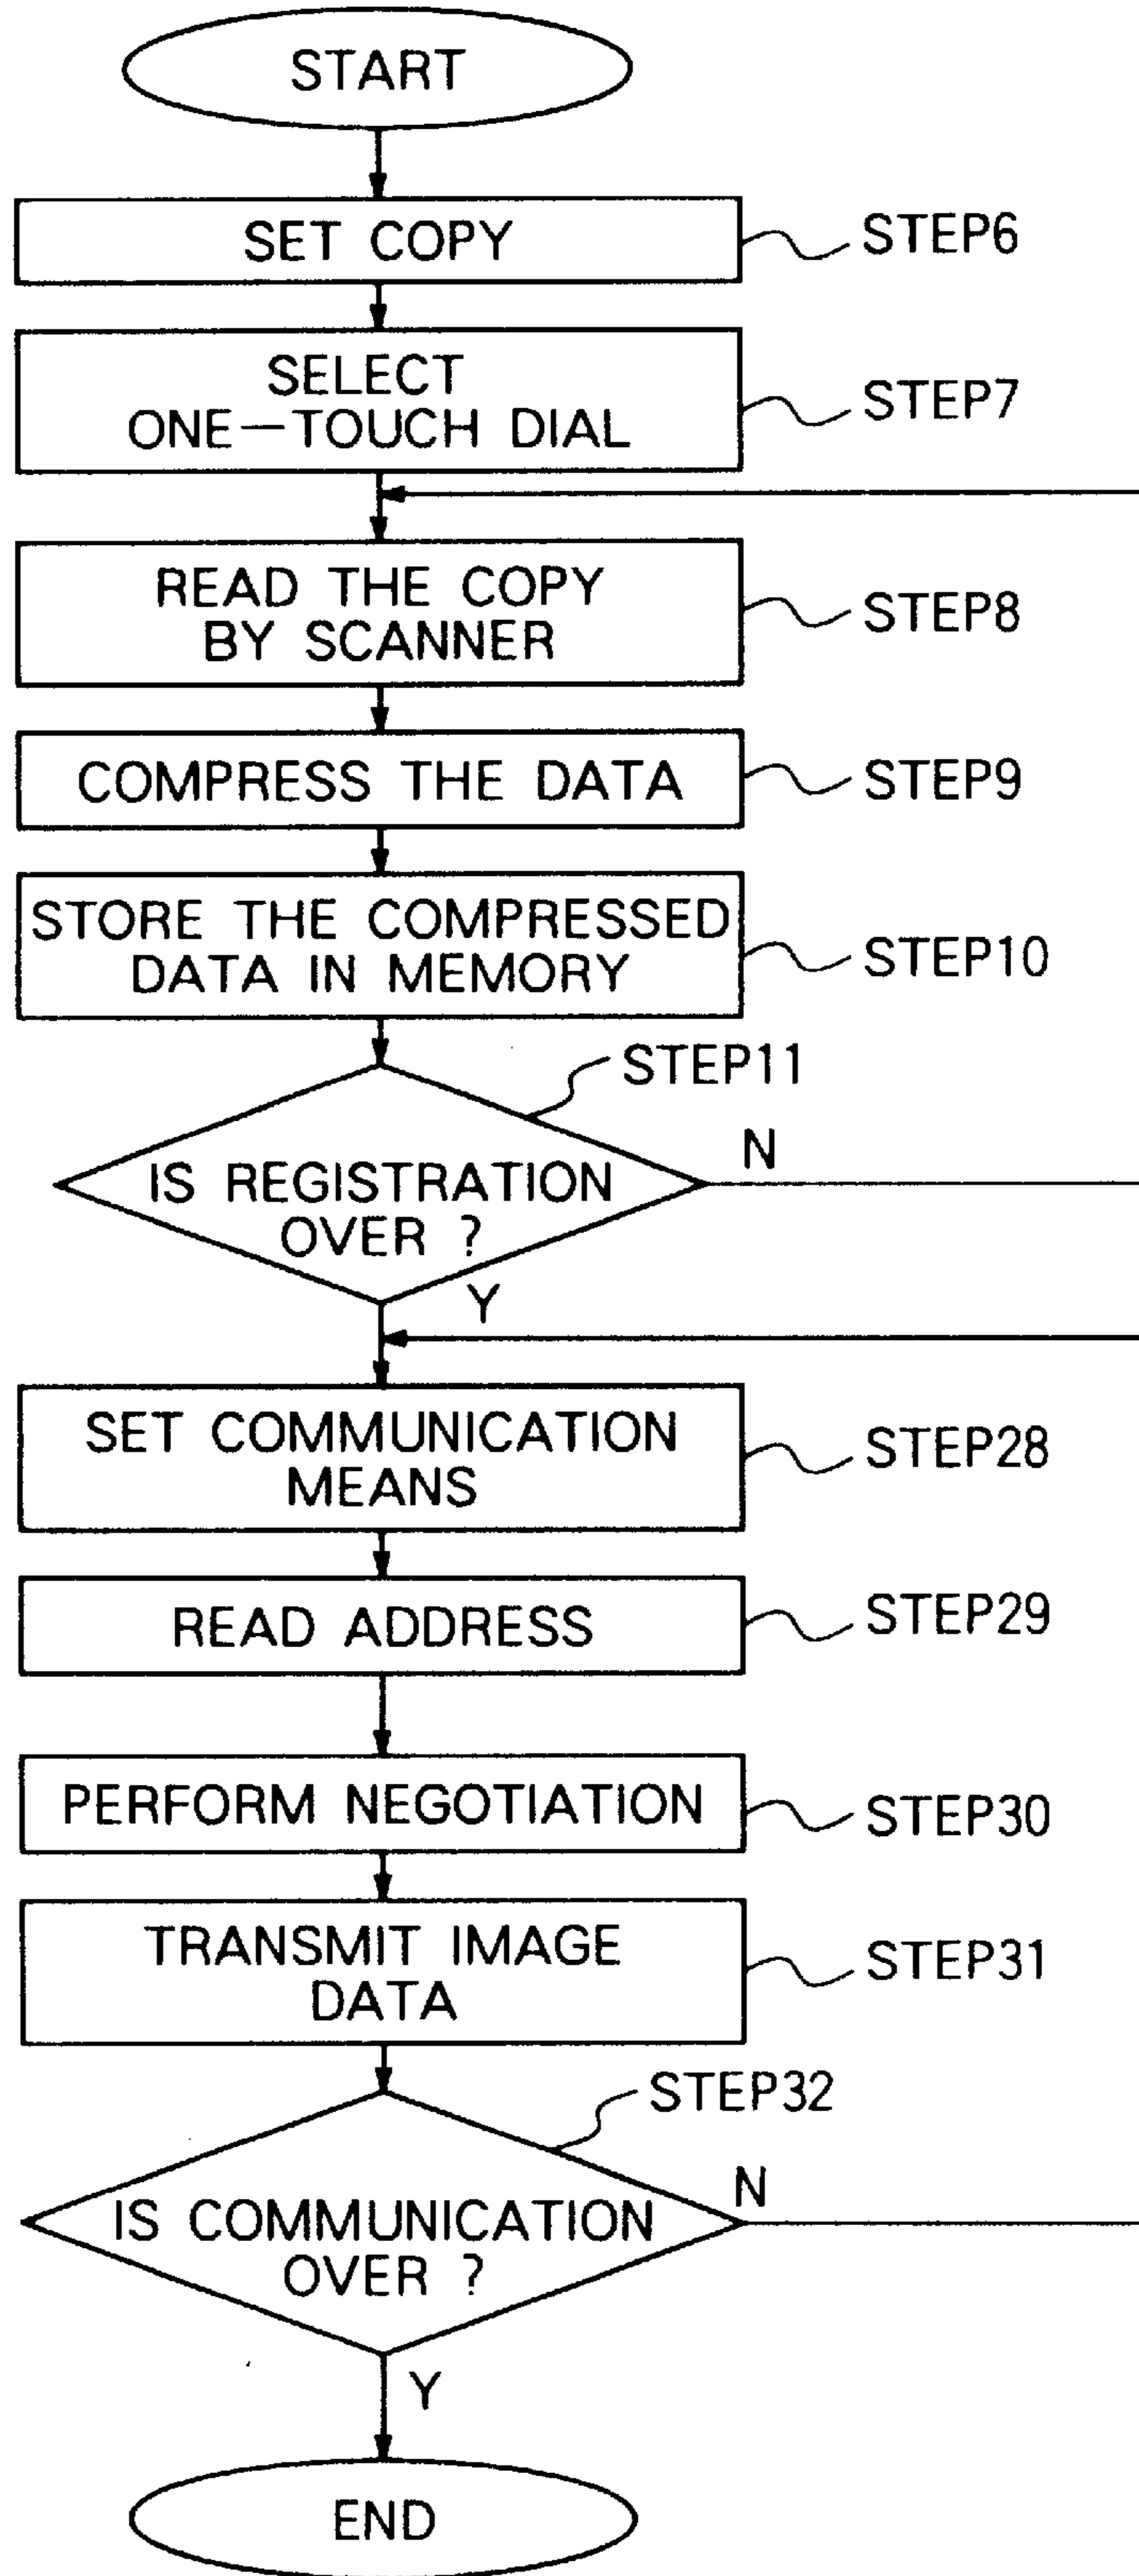 START
SET COPY
STEP6
SELECT
ONE-TOUCH DIAL
STEP7
READ THE COPY
BY SCANNER
STEP8
COMPRESS THE DATA
STEP9
STORE THE COMPRESSED
DATA IN MEMORY
STEP10
STEP11
IS REGISTRATION
OVER ?
N
Y
SET COMMUNICATION
MEANS
STEP28
READ ADDRESS
STEP29
PERFORM NEGOTIATION
STEP30
TRANSMIT IMAGE
DATA
STEP31
STEP32
IS COMMUNICATION
OVER ?
N
Y
END